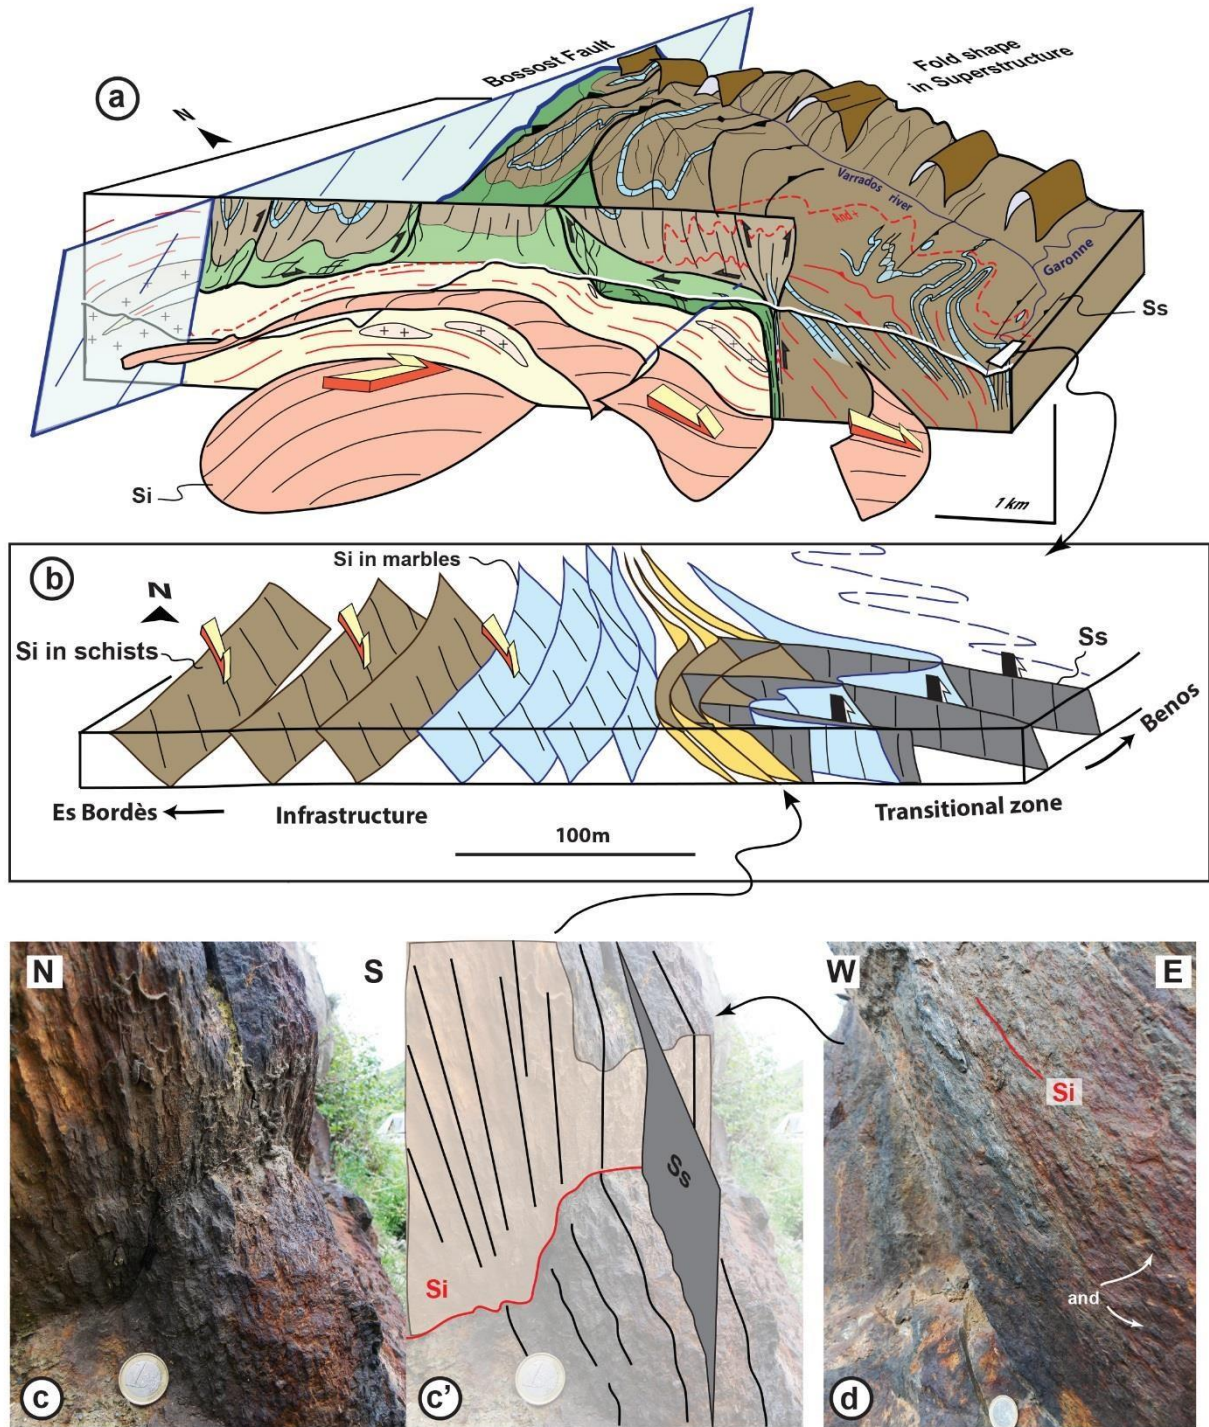 a
N
Bossost Fault
Fold shape
in Superstructure
Varrados river
And +
Garonne
Ss
Si
1 km
b
N
Si in marbles
Si in schists
Ss
Benos
Es Bordès
Infrastructure
Transitional zone
100m
N
S
W
E
Si
Ss
Si
and
c
c'
d